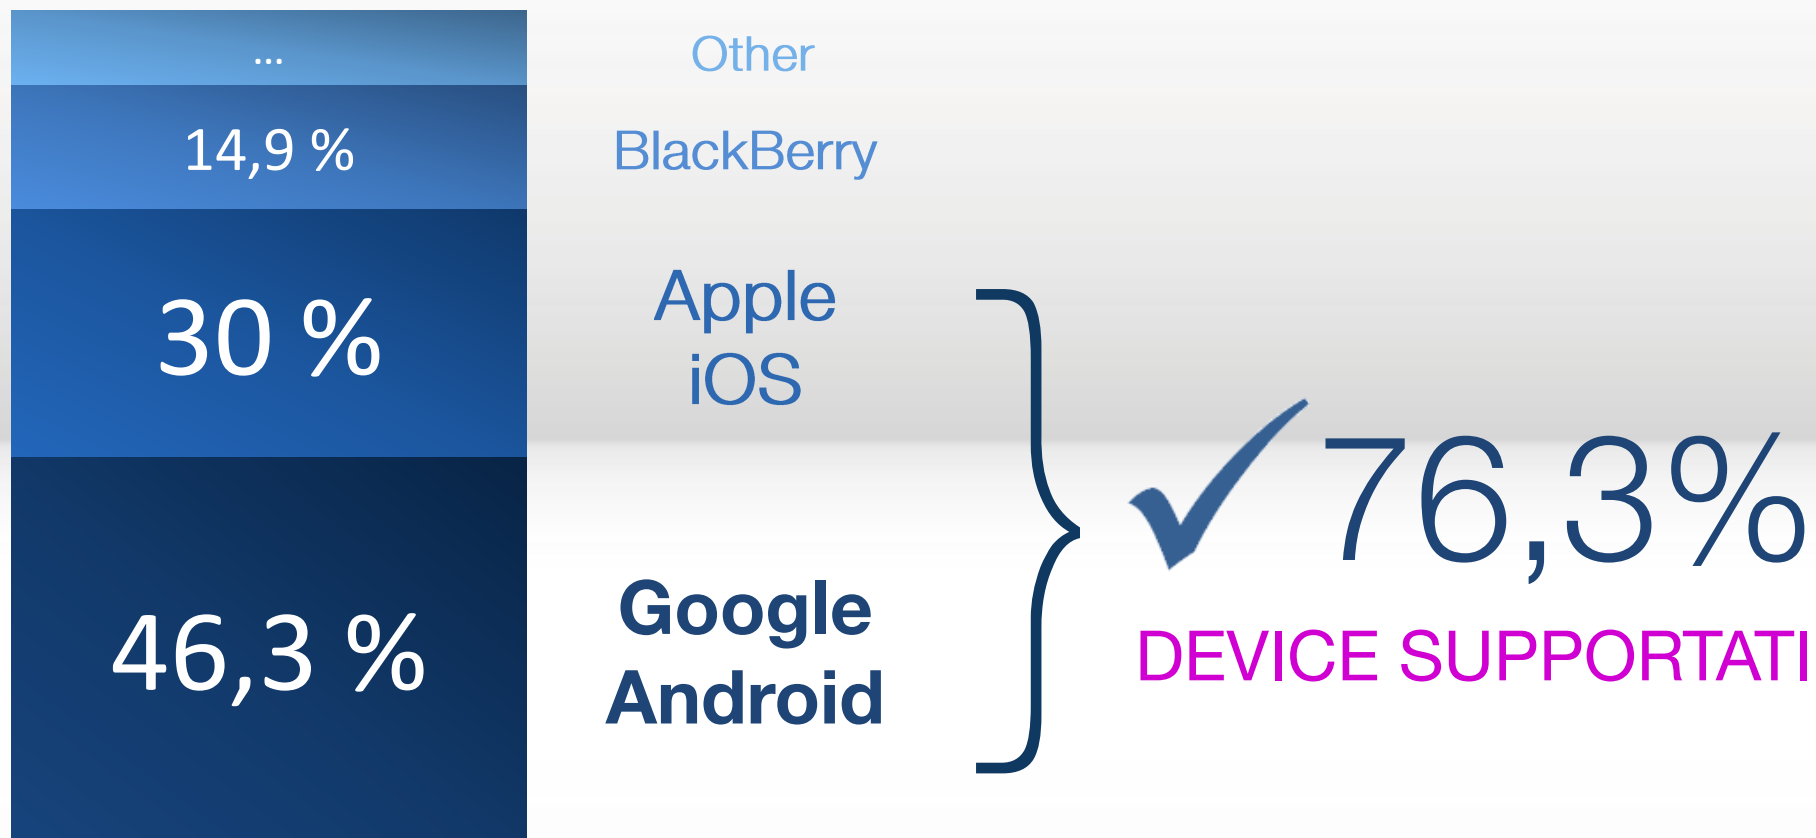 ...
Other
14,9 %
BlackBerry
30 %
Apple
iOS
46,3 %
Google
Android
76,3%
DEVICE SUPPORTATI